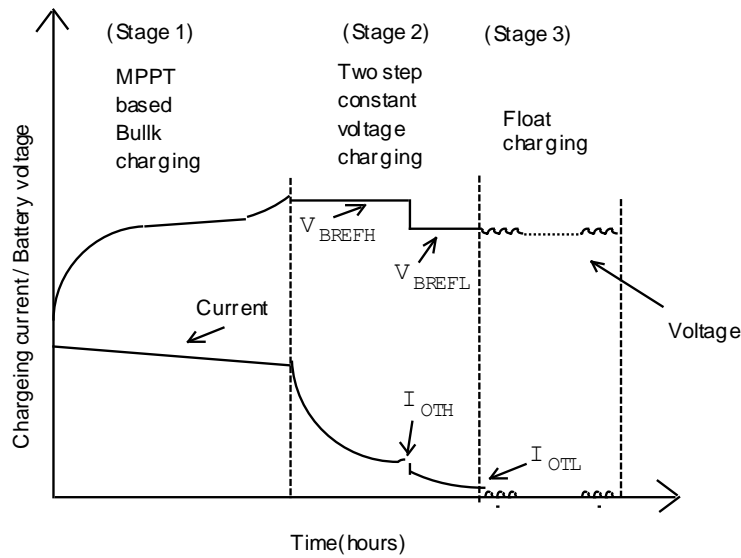 (Stage 1)
(Stage 2)
(Stage 3)
MPPT
based
Bullk
charging
Two step
constant
voltage
charging
Float
charging
Chargeing current / Battery voltage
V BREFH
V BREFL
Current
Voltage
I OTH
I OTL
Time(hours)